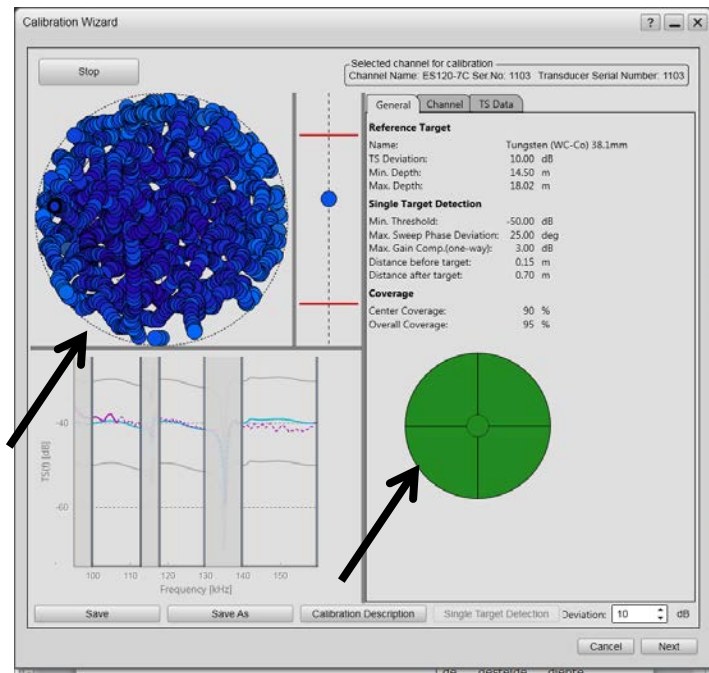 Calibration Wizard
? _ X
Stop
Selected channel for calibration
Channel Name: ES120-7C Ser.No: 1103 Transducer Serial Number: 1103
General Channel TS Data
Reference Target
Name: Tungsten (WC-Co) 38.1mm
TS Deviation: 10.00 dB
Min. Depth: 14.50 m
Max. Depth: 18.02 m
Single Target Detection
Min. Threshold: -50.00 dB
Max. Sweep Phase Deviation: 25.00 deg
Max. Gain Comp.(one-way): 3.00 dB
Distance before target: 0.15 m
Distance after target: 0.70 m
Coverage
Center Coverage: 90 %
Overall Coverage: 95 %
TS(f) [dB]
-40
-60
100 110 120 130 140 150
Frequency [kHz]
Save Save As Calibration Description Single Target Detection Deviation: 10 dB
Cancel Next